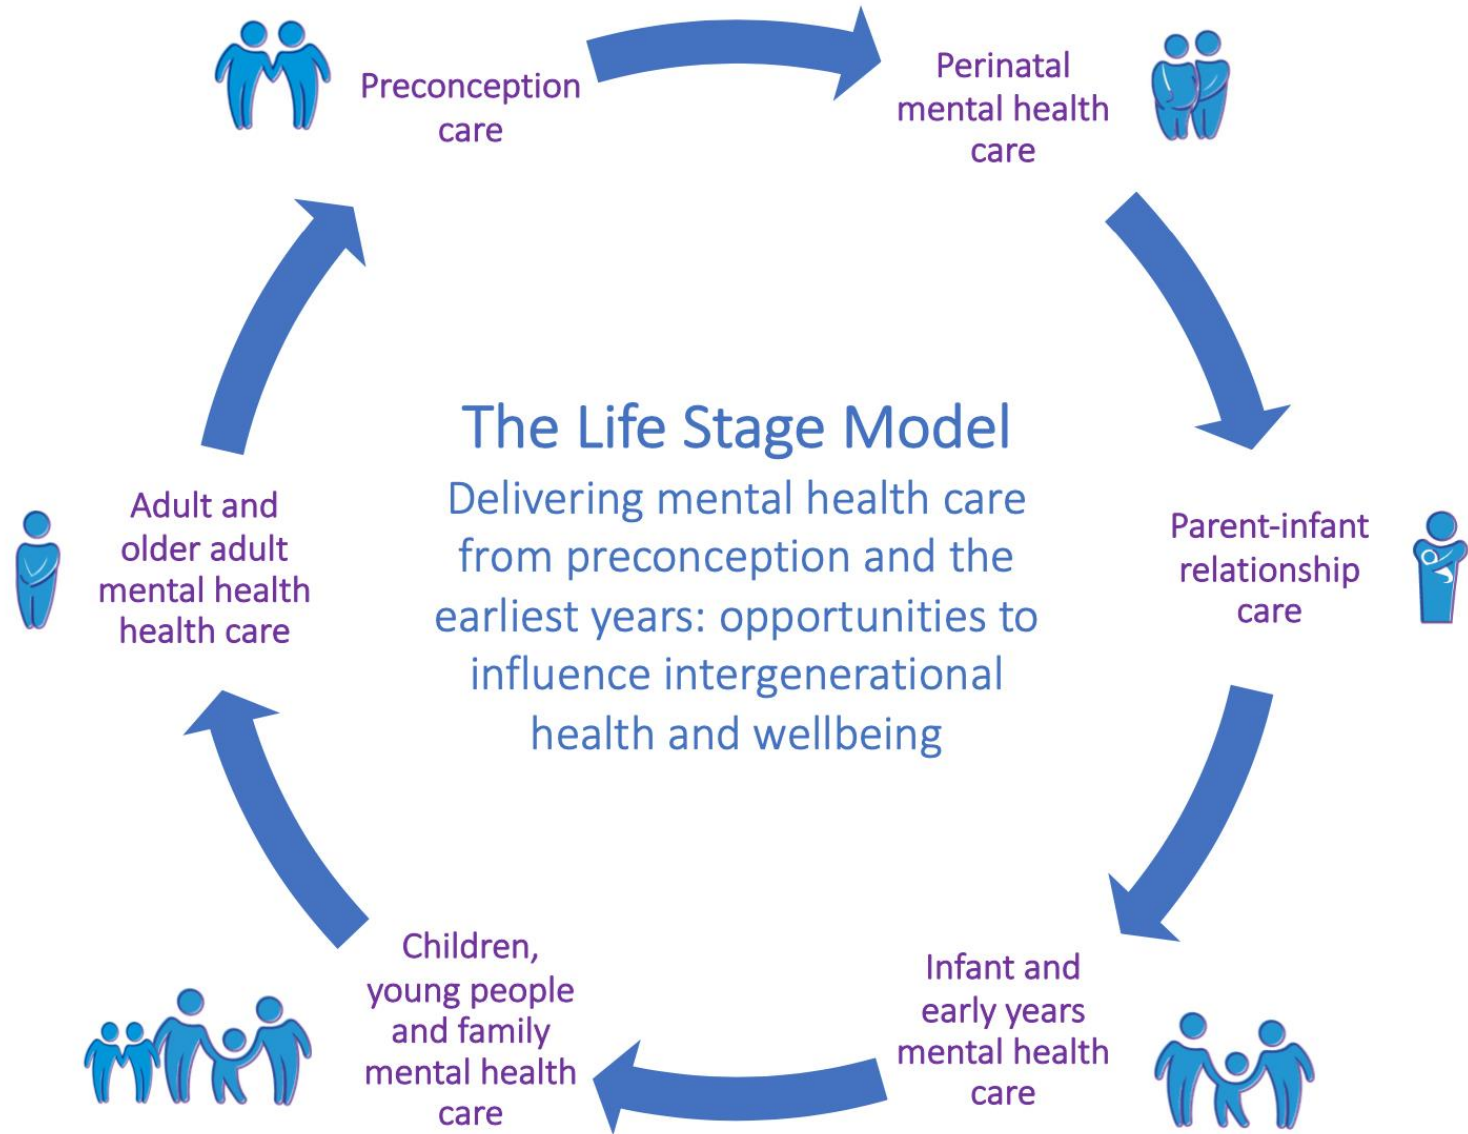 Preconception
care
Perinatal
mental health
care
Parent-infant
relationship
care
Infant and
early years
mental health
care
Children,
young people
and family
mental health
care
Adult and
older adult
mental health
health care
The Life Stage Model
Delivering mental health care
from preconception and the
earliest years: opportunities to
influence intergenerational
health and wellbeing